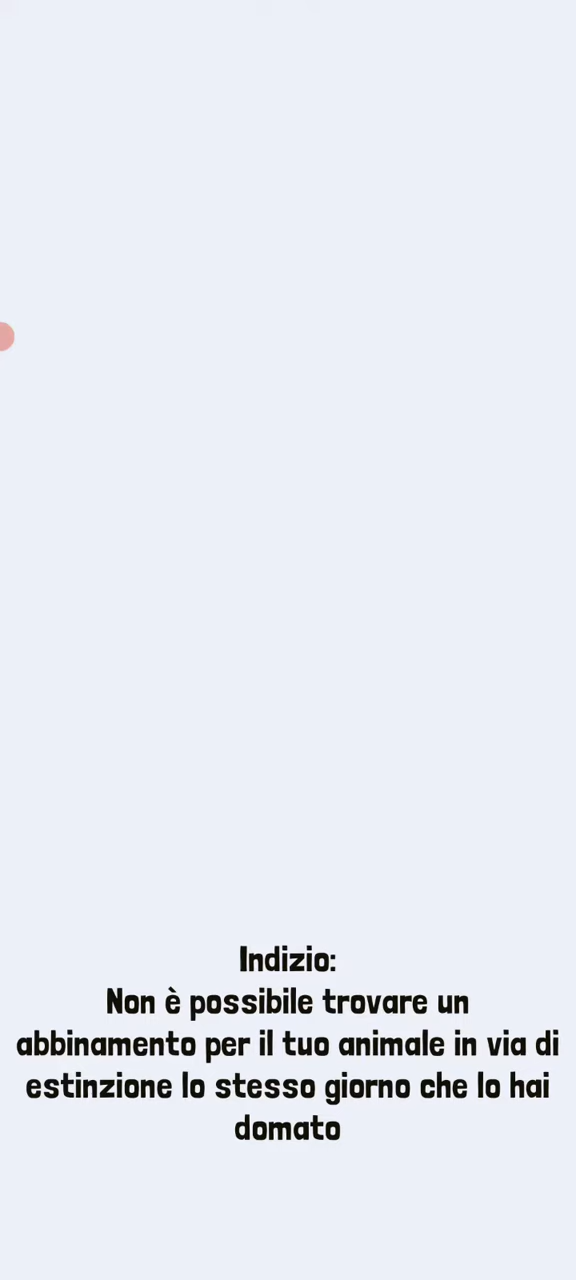 Indizio:
Non è possibile trovare un
abbinamento per il tuo animale in via di
estinzione lo stesso giorno che lo hai
domato